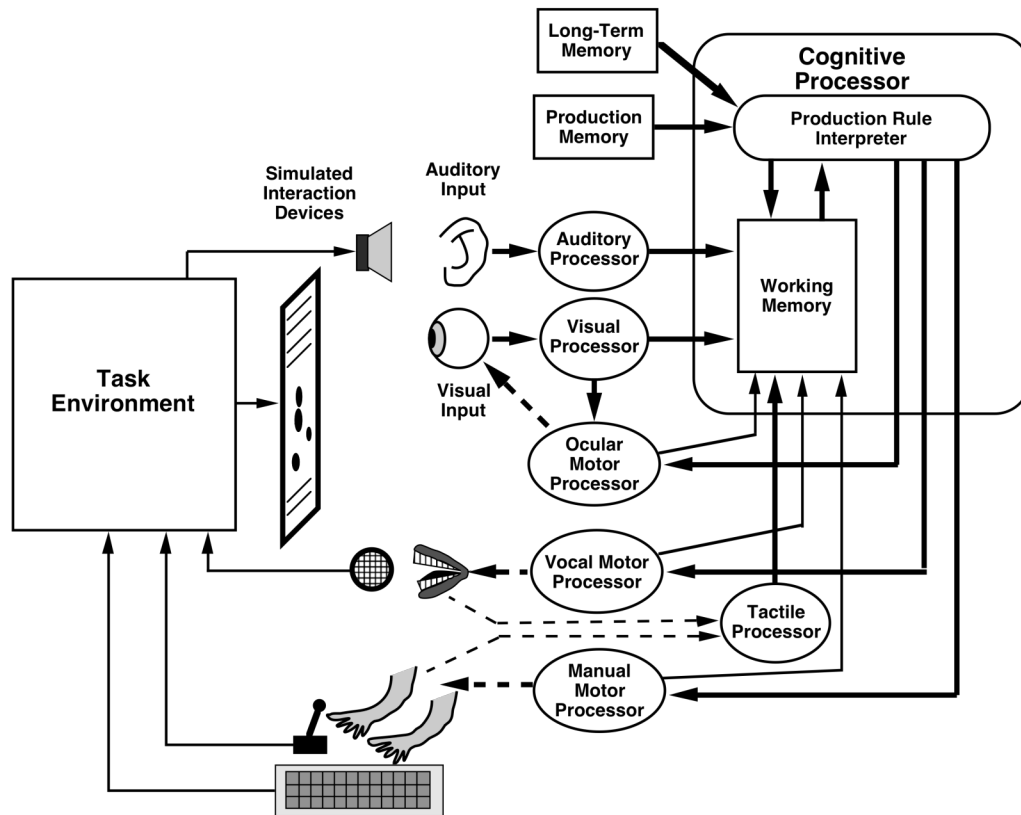 Long-Term
Memory
Cognitive
Processor
Production
Memory
Production Rule
Interpreter
Simulated
Interaction
Devices
Auditory
Input
Auditory
Processor
Working
Memory
Visual
Processor
Task
Environment
Visual
Input
Ocular
Motor
Processor
Vocal Motor
Processor
Tactile
Processor
Manual
Motor
Processor